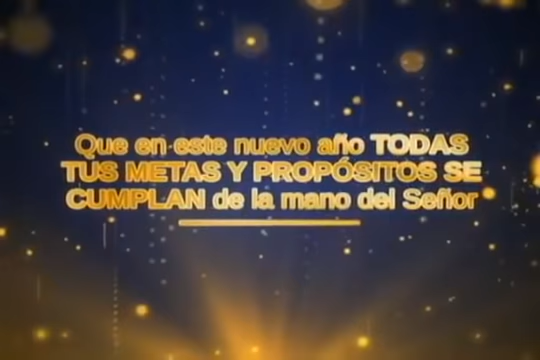 Que en este nuevo año TODAS
TUS METAS Y PROPÓSITOS SE
CUMPLAN de la mano del Señor